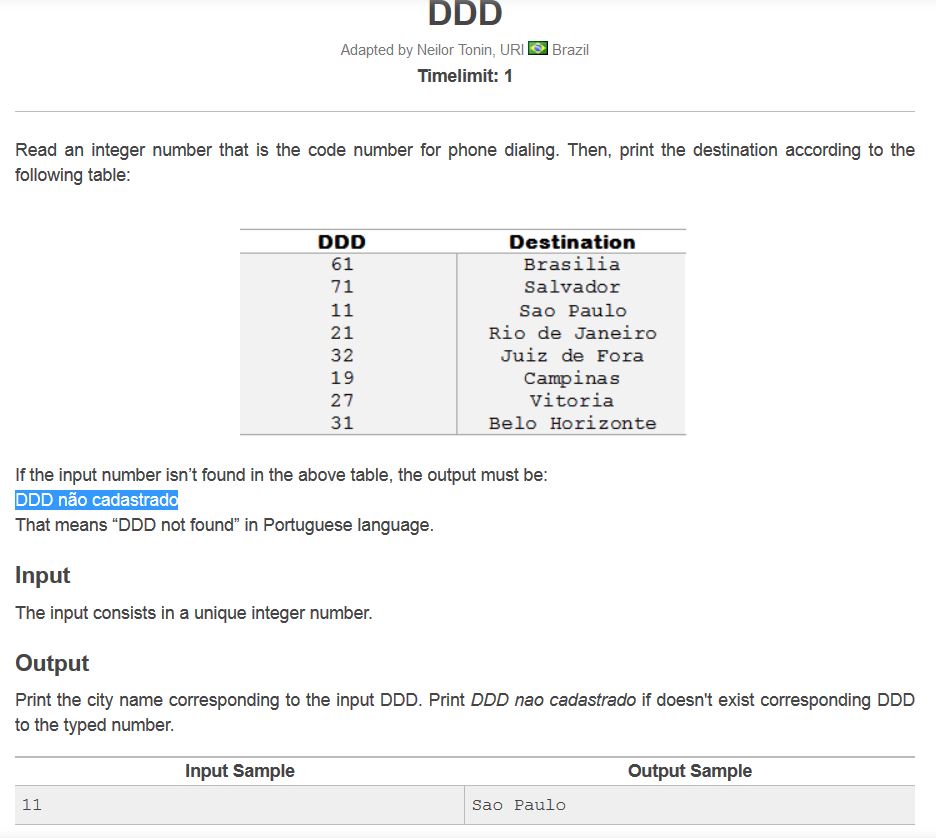 DDD
Adapted by Neilor Tonin, URI Brazil
Timelimit: 1
Read an integer number that is the code number for phone dialing. Then, print the destination according to the
following table:
DDD Destination
61 Brasilia
71 Salvador
11 Sao Paulo
21 Rio de Janeiro
32 Juiz de Fora
19 Campinas
27 Vitoria
31 Belo Horizonte
If the input number isn't found in the above table, the output must be:
DDD não cadastrado
That means “DDD not found” in Portuguese language.
Input
The input consists in a unique integer number.
Output
Print the city name corresponding to the input DDD. Print DDD nao cadastrado if doesn't exist corresponding DDD
to the typed number.
Input Sample Output Sample
11 Sao Paulo